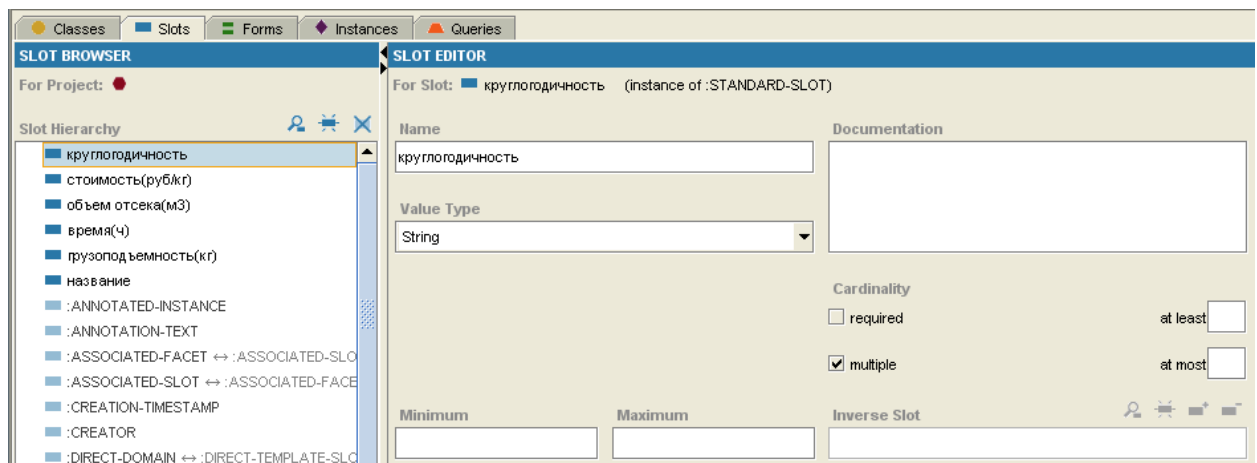 Classes Slots Forms Instances Queries
SLOT BROWSER
For Project:
Slot Hierarchy
круглогодичность
стоимость(руб/кг)
объем отсека(м3)
время(ч)
грузоподъемность(кг)
название
:ANNOTATED-INSTANCE
:ANNOTATION-TEXT
:ASSOCIATED-FACET ↔ :ASSOCIATED-SLO
:ASSOCIATED-SLOT ↔ :ASSOCIATED-FACE
:CREATION-TIMESTAMP
:CREATOR
:DIRECT-DOMAIN ↔ :DIRECT-TEMPLATE-SLO
SLOT EDITOR
For Slot: круглогодичность (instance of :STANDARD-SLOT)
Name
круглогодичность
Value Type
String
Documentation
Cardinality
required at least
multiple at most
Minimum Maximum Inverse Slot